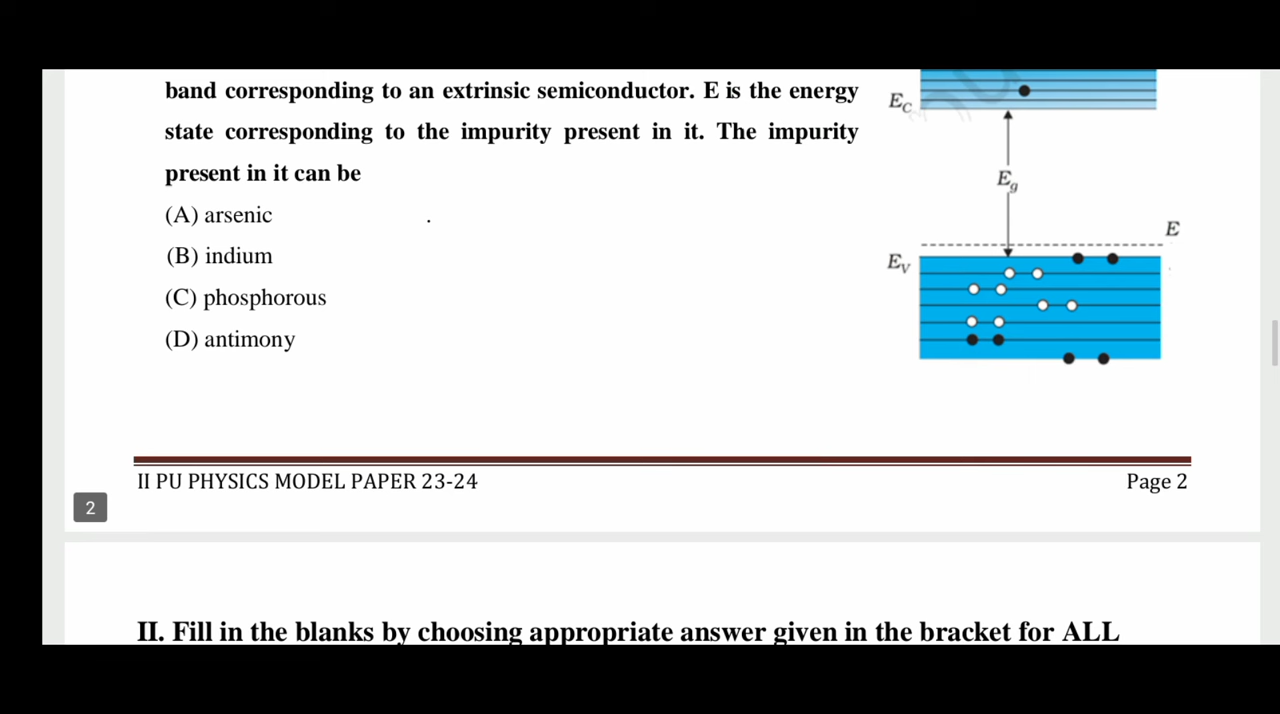 band corresponding to an extrinsic semiconductor. E is the energy
state corresponding to the impurity present in it. The impurity
present in it can be
(A) arsenic
(B) indium
(C) phosphorous
(D) antimony
E_C
E_g
E
E_V
II PU PHYSICS MODEL PAPER 23-24
Page 2
2
II. Fill in the blanks by choosing appropriate answer given in the bracket for ALL